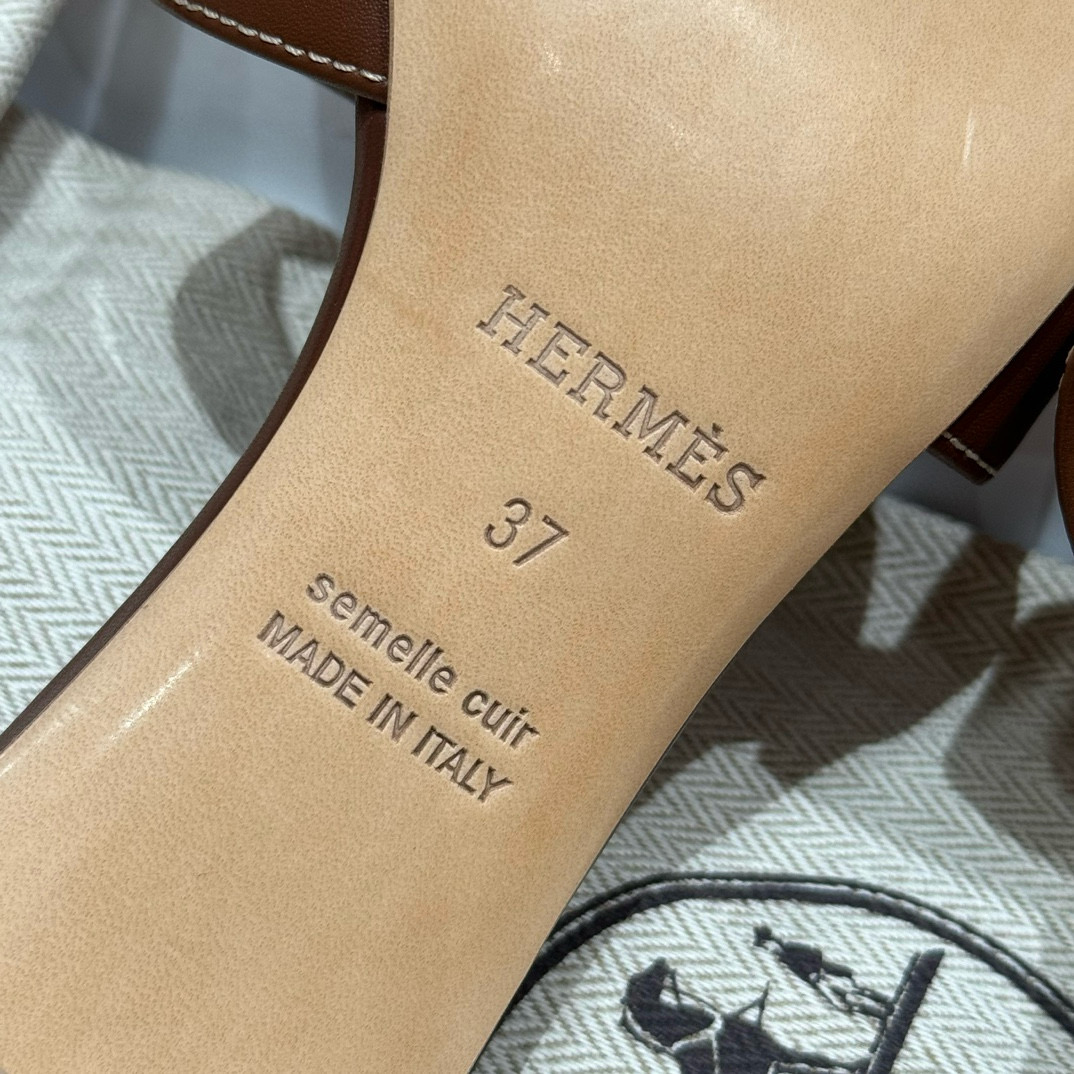 HERMÈS
37
semelle cuir
MADE IN ITALY